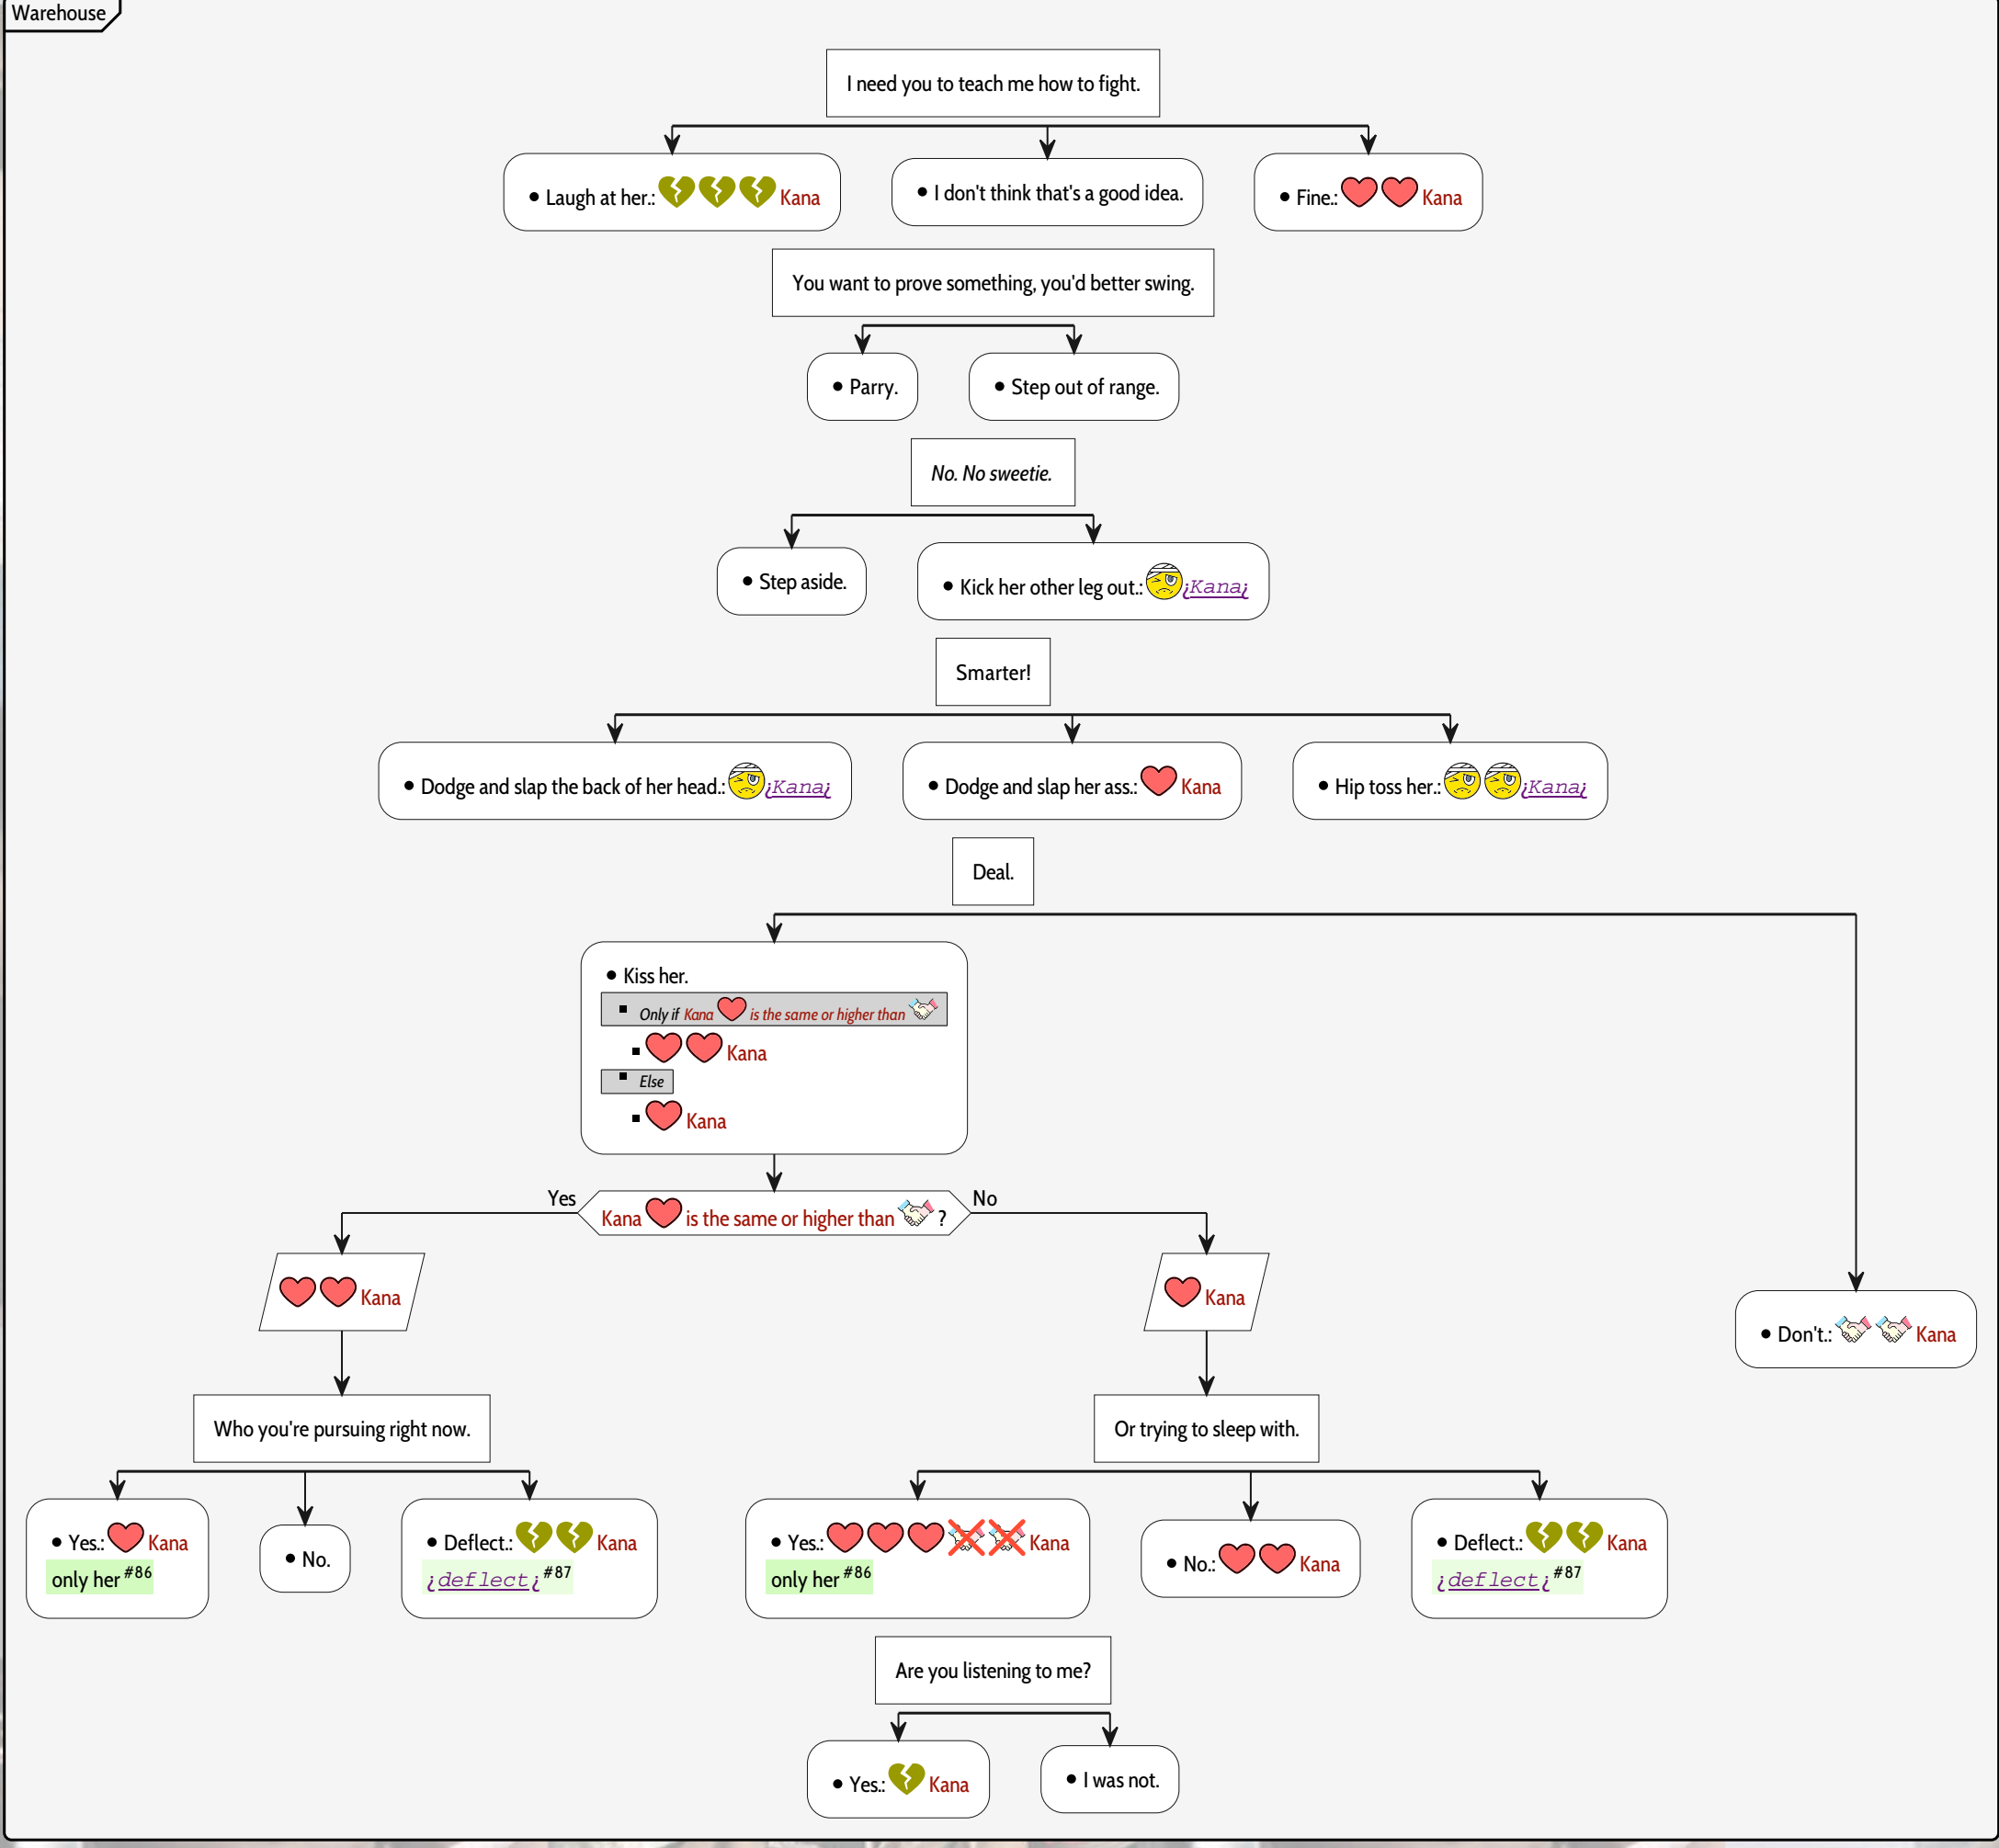 Warehouse
I need you to teach me how to fight.
• Laugh at her.: Kana
• I don't think that's a good idea.
• Fine.: Kana
You want to prove something, you'd better swing.
• Parry.
• Step out of range.
No. No sweetie.
• Step aside.
• Kick her other leg out.: ¿Kana¿
Smarter!
• Dodge and slap the back of her head.: ¿Kana¿
• Dodge and slap her ass.: Kana
• Hip toss her.: ¿Kana¿
Deal.
• Kiss her.
▪ Only if Kana is the same or higher than
▪ Kana
▪ Else
▪ Kana
Yes
Kana is the same or higher than ?
No
Kana
Kana
• Don't.: Kana
Who you're pursuing right now.
Or trying to sleep with.
• Yes.: Kana
only her #86
• No.
• Deflect.: Kana
¿deflect¿ #87
• Yes.: Kana
only her #86
• No.: Kana
• Deflect.: Kana
¿deflect¿ #87
Are you listening to me?
• Yes.: Kana
• I was not.